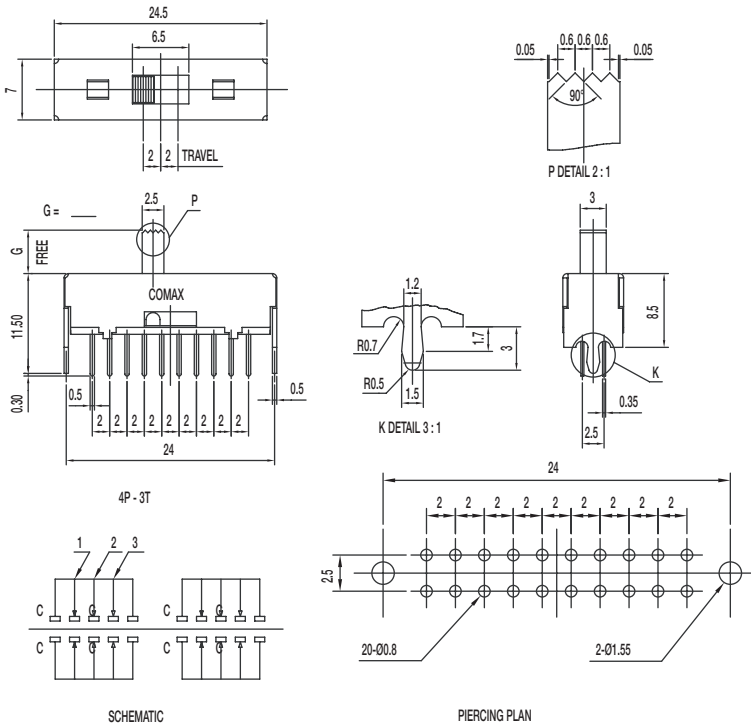 24.5
6.5
7
2 2 TRAVEL
0.05 0.6 0.6 0.6 0.05
90°
P DETAIL 2 : 1
G = ___
2.5 P
G
FREE
COMAX
11.50
0.30
0.5 0.5
2 2 2 2 2 2 2 2 2
24
1.2
R0.7
1.7
3
R0.5
1.5
K DETAIL 3 : 1
3
8.5
K
0.35
2.5
4P - 3T
1 2 3
C C C C
C C C C
SCHEMATIC
24
2 2 2 2 2 2 2 2 2
2.5
20-Ø0.8 2-Ø1.55
PIERCING PLAN